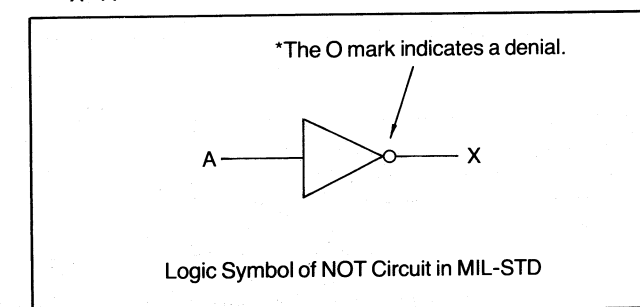 *The O mark indicates a denial.
A
X
Logic Symbol of NOT Circuit in MIL-STD